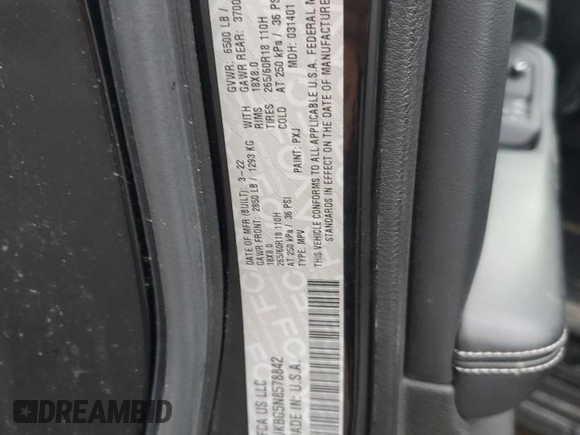 FCA US LLC
KBG5N8578842
MADE IN U.S.A.
DATE OF MFR (BUILT): 3-22
GVWR: 6500 LB /
GAWR FRONT: 2850 LB / 1293 KG
GAWR REAR: 3700
18X8.0
WITH
18X8.0
RIMS
265/60R18 110H
TIRES
265/60R18 110H
AT 250 kPa / 36 PSI
COLD
AT 250 kPa / 36 PSI
TYPE: MPV
PAINT: PXJ
MDH: 031401
THIS VEHICLE CONFORMS TO ALL APPLICABLE U.S.A. FEDERAL
STANDARDS IN EFFECT ON THE DATE OF MANUFACTURE
DREAMBID